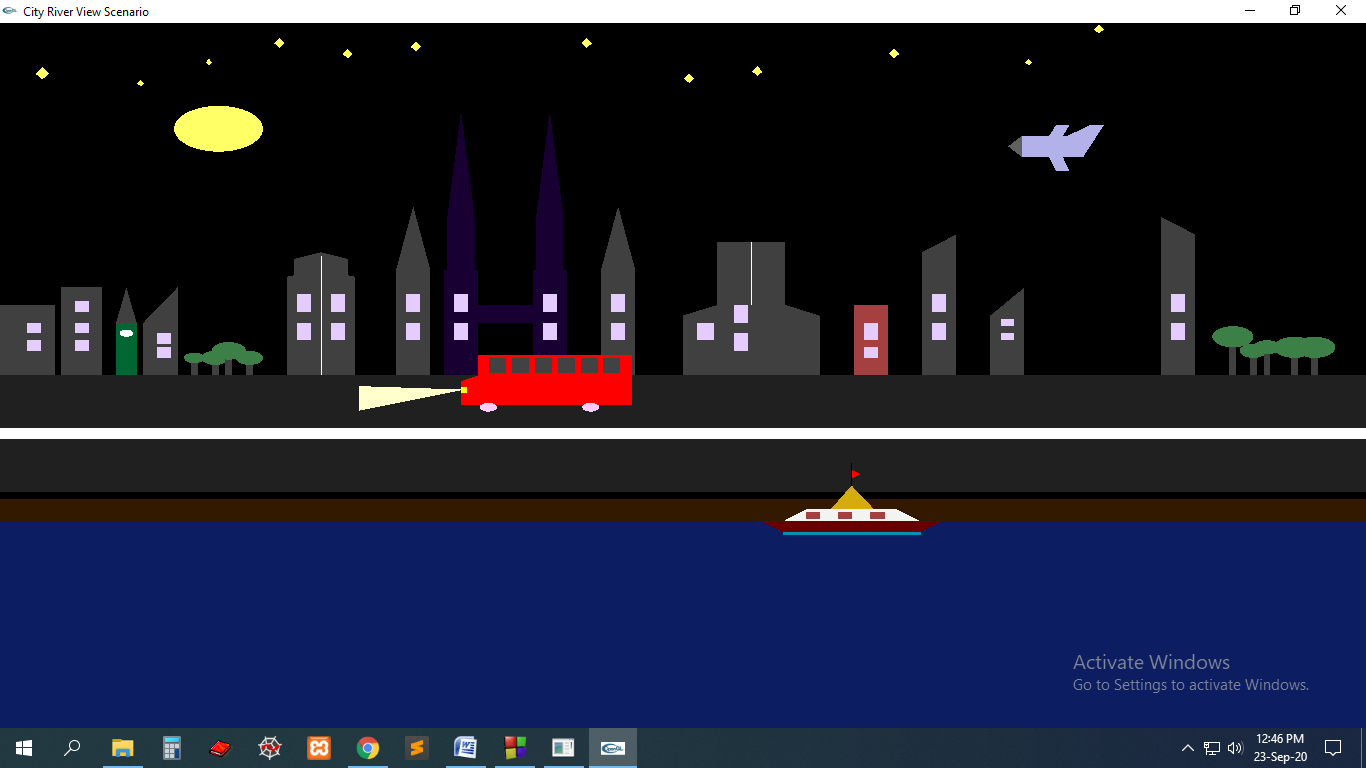 City River View Scenario
Activate Windows
Go to Settings to activate Windows.
12:46 PM
23-Sep-20